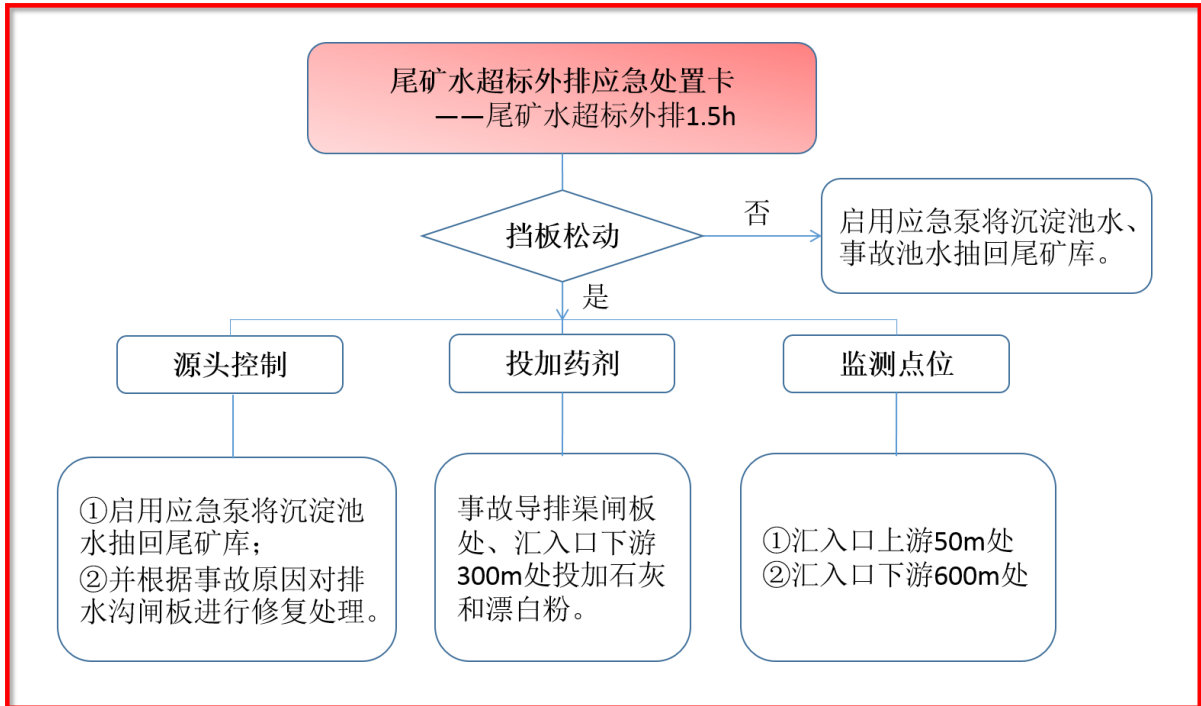 尾矿水超标外排应急处置卡
——尾矿水超标外排1.5h
挡板松动
否
启用应急泵将沉淀池水、
事故池水抽回尾矿库。
是
源头控制
投加药剂
监测点位
①启用应急泵将沉淀池
水抽回尾矿库；
②并根据事故原因对排
水沟闸板进行修复处理。
事故导排渠闸板
处、汇入口下游
300m处投加石灰
和漂白粉。
①汇入口上游50m处
②汇入口下游600m处